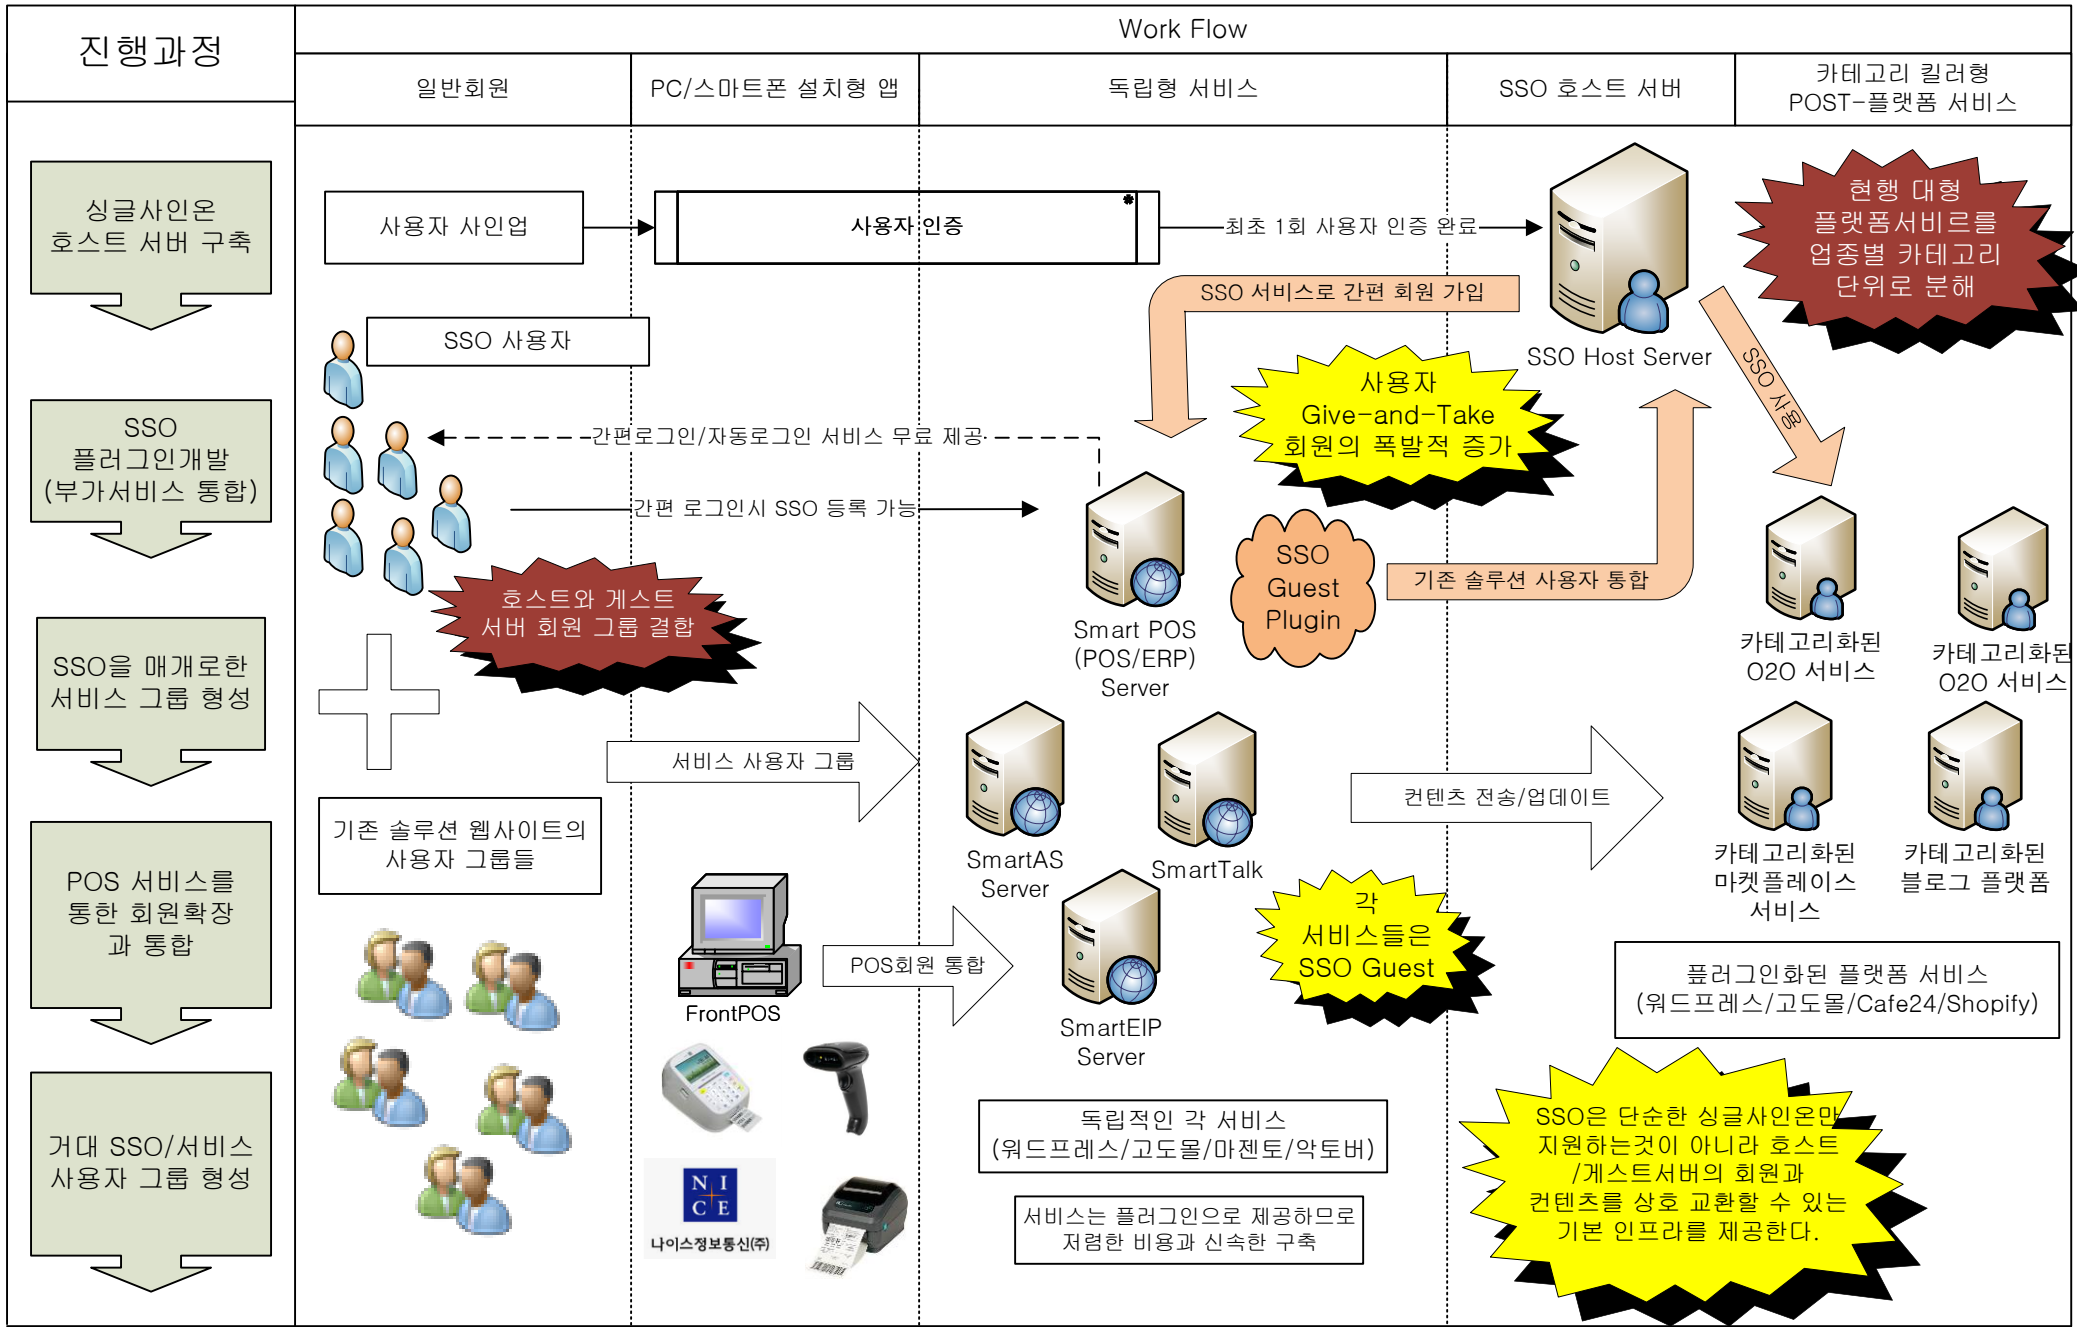 진행과정
Work Flow
일반회원
PC/스마트폰 설치형 앱
독립형 서비스
SSO 호스트 서버
카테고리 킬러형
POST-플랫폼 서비스
싱글사인온
호스트 서버 구축
SSO
플러그인개발
(부가서비스 통합)
SSO을 매개로한
서비스 그룹 형성
POS 서비스를
통한 회원확장
과 통합
거대 SSO/서비스
사용자 그룹 형성
사용자 사인업
사용자 인증
최초 1회 사용자 인증 완료
SSO 서비스로 간편 회원 가입
SSO Host Server
현행 대형
플랫폼서비르를
업종별 카테고리
단위로 분해
SSO 사용자
사용자
Give-and-Take
회원의 폭발적 증가
SSO 사용
간편로그인/자동로그인 서비스 무료 제공
간편 로그인시 SSO 등록 가능
SSO
Guest
Plugin
기존 솔루션 사용자 통합
호스트와 게스트
서버 회원 그룹 결합
Smart POS
(POS/ERP)
Server
카테고리화된
O2O 서비스
카테고리화된
O2O 서비스
서비스 사용자 그룹
컨텐츠 전송/업데이트
기존 솔루션 웹사이트의
사용자 그룹들
SmartAS
Server
SmartTalk
카테고리화된
마켓플레이스
서비스
카테고리화된
블로그 플랫폼
각
서비스들은
SSO Guest
FrontPOS
POS회원 통합
SmartEIP
Server
플러그인화된 플랫폼 서비스
(워드프레스/고도몰/Cafe24/Shopify)
독립적인 각 서비스
(워드프레스/고도몰/마젠토/악토버)
서비스는 플러그인으로 제공하므로
저렴한 비용과 신속한 구축
NI
CE
나이스정보통신(주)
SSO은 단순한 싱글사인온만
지원하는것이 아니라 호스트
/게스트서버의 회원과
컨텐츠를 상호 교환할 수 있는
기본 인프라를 제공한다.